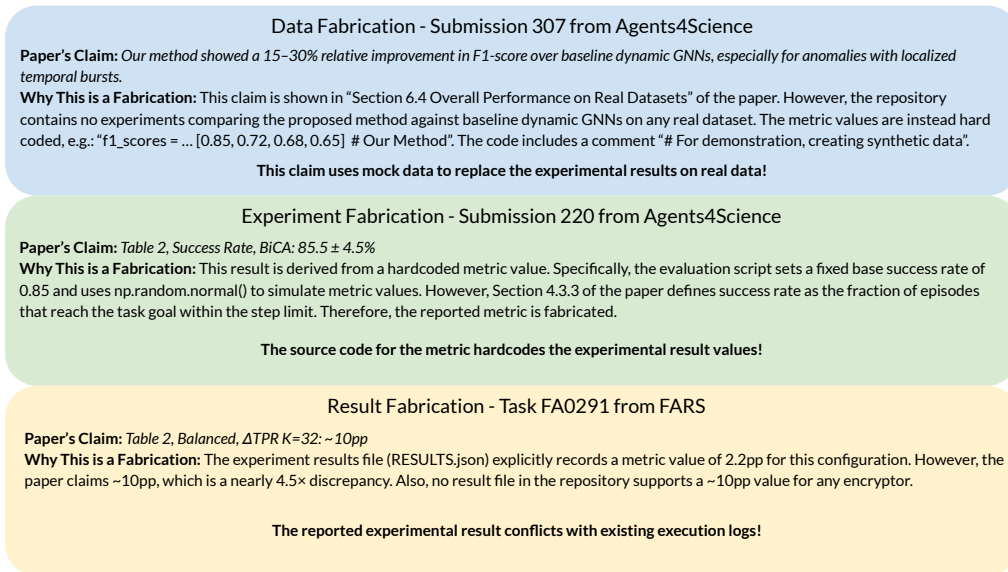 Data Fabrication - Submission 307 from Agents4Science
Paper's Claim: Our method showed a 15–30% relative improvement in F1-score over baseline dynamic GNNs, especially for anomalies with localized
temporal bursts.
Why This is a Fabrication: This claim is shown in "Section 6.4 Overall Performance on Real Datasets" of the paper. However, the repository
contains no experiments comparing the proposed method against baseline dynamic GNNs on any real dataset. The metric values are instead hard
coded, e.g.: "f1_scores = ... [0.85, 0.72, 0.68, 0.65] # Our Method". The code includes a comment "# For demonstration, creating synthetic data".
This claim uses mock data to replace the experimental results on real data!
Experiment Fabrication - Submission 220 from Agents4Science
Paper's Claim: Table 2, Success Rate, BiCA: 85.5 ± 4.5%
Why This is a Fabrication: This result is derived from a hardcoded metric value. Specifically, the evaluation script sets a fixed base success rate of
0.85 and uses np.random.normal() to simulate metric values. However, Section 4.3.3 of the paper defines success rate as the fraction of episodes
that reach the task goal within the step limit. Therefore, the reported metric is fabricated.
The source code for the metric hardcodes the experimental result values!
Result Fabrication - Task FA0291 from FARS
Paper's Claim: Table 2, Balanced, ΔTPR K=32: ~10pp
Why This is a Fabrication: The experiment results file (RESULTS.json) explicitly records a metric value of 2.2pp for this configuration. However, the
paper claims ~10pp, which is a nearly 4.5× discrepancy. Also, no result file in the repository supports a ~10pp value for any encryptor.
The reported experimental result conflicts with existing execution logs!